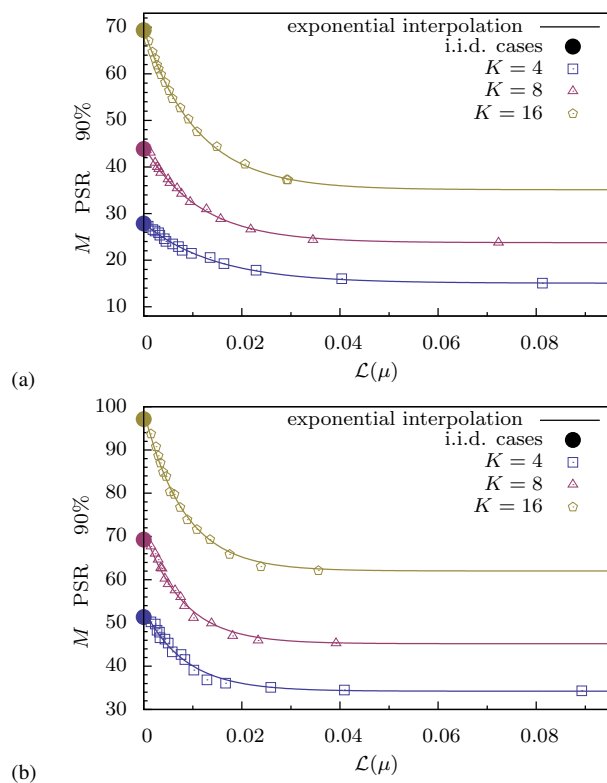 70
60
50
40
30
20
10
M PSR 90%
exponential interpolation
i.i.d. cases
K = 4
K = 8
K = 16
0 0.02 0.04 0.06 0.08
ℒ(μ)
(a)
100
90
80
70
60
50
40
30
M PSR 90%
exponential interpolation
i.i.d. cases
K = 4
K = 8
K = 16
0 0.02 0.04 0.06 0.08
ℒ(μ)
(b)